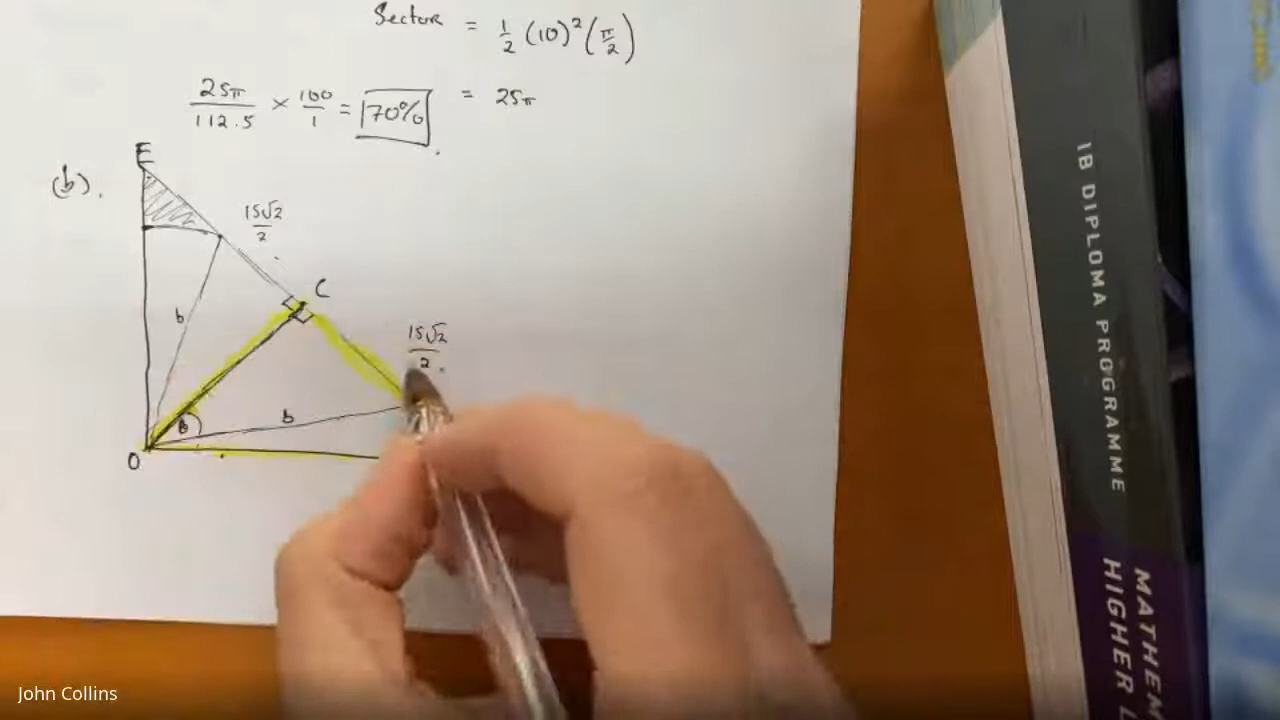 Sector = 1/2 (10)² (π/2)
25π/112.5 × 100/1 = 70%
= 25π
(b).
E
15√2/2
C
15√2/2
b
b
θ
O
IB DIPLOMA PROGRAMME
MATHEM
HIGHER L
John Collins